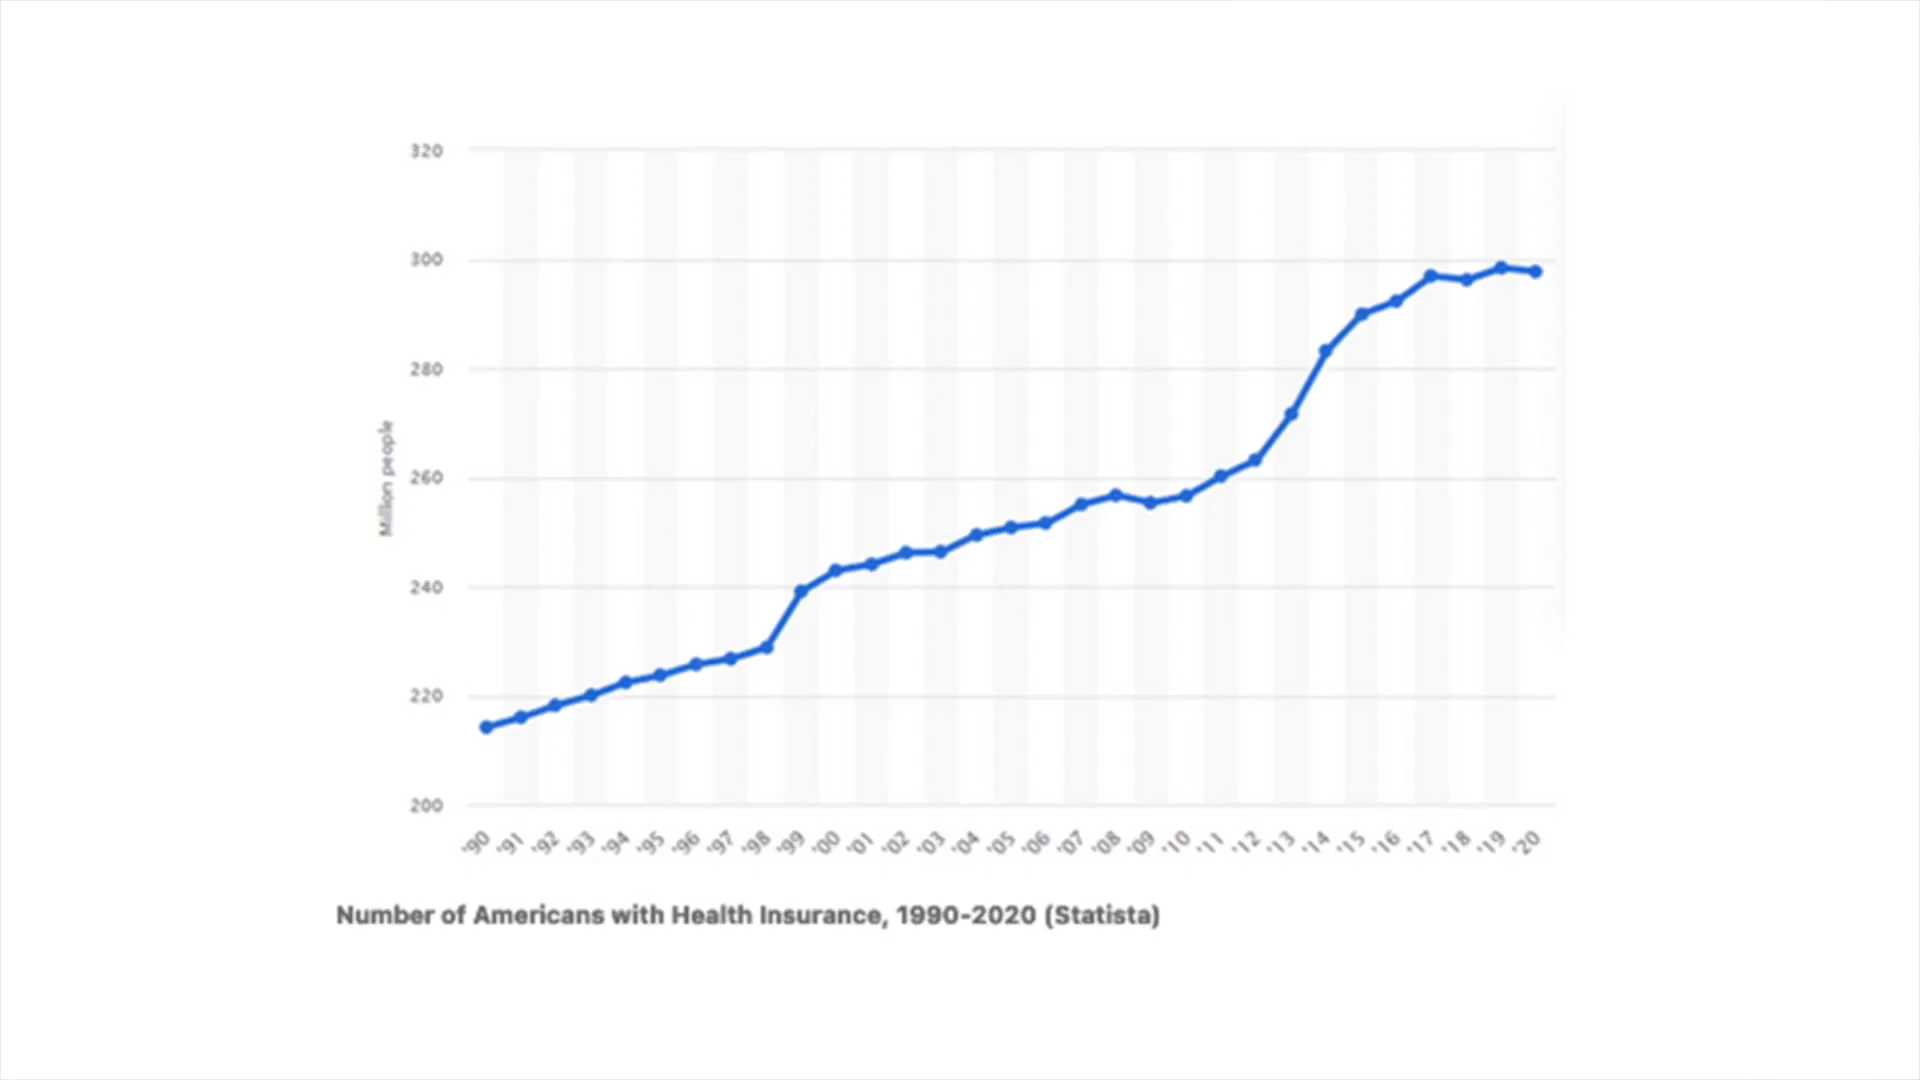 320
300
280
260
240
220
200
Million people
'90 '91 '92 '93 '94 '95 '96 '97 '98 '99 '00 '01 '02 '03 '04 '05 '06 '07 '08 '09 '10 '11 '12 '13 '14 '15 '16 '17 '18 '19 '20
Number of Americans with Health Insurance, 1990-2020 (Statista)